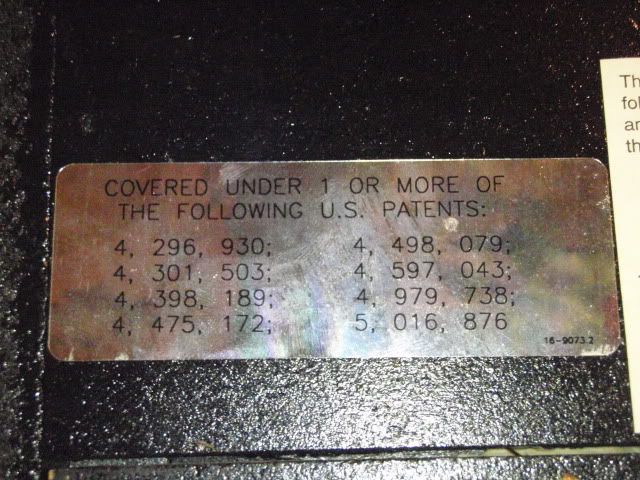 COVERED UNDER 1 OR MORE OF
THE FOLLOWING U.S. PATENTS:
4, 296, 930; 4, 498, 079;
4, 301, 503; 4, 597, 043;
4, 398, 189; 4, 979, 738;
4, 475, 172; 5, 016, 876
16-9073.2